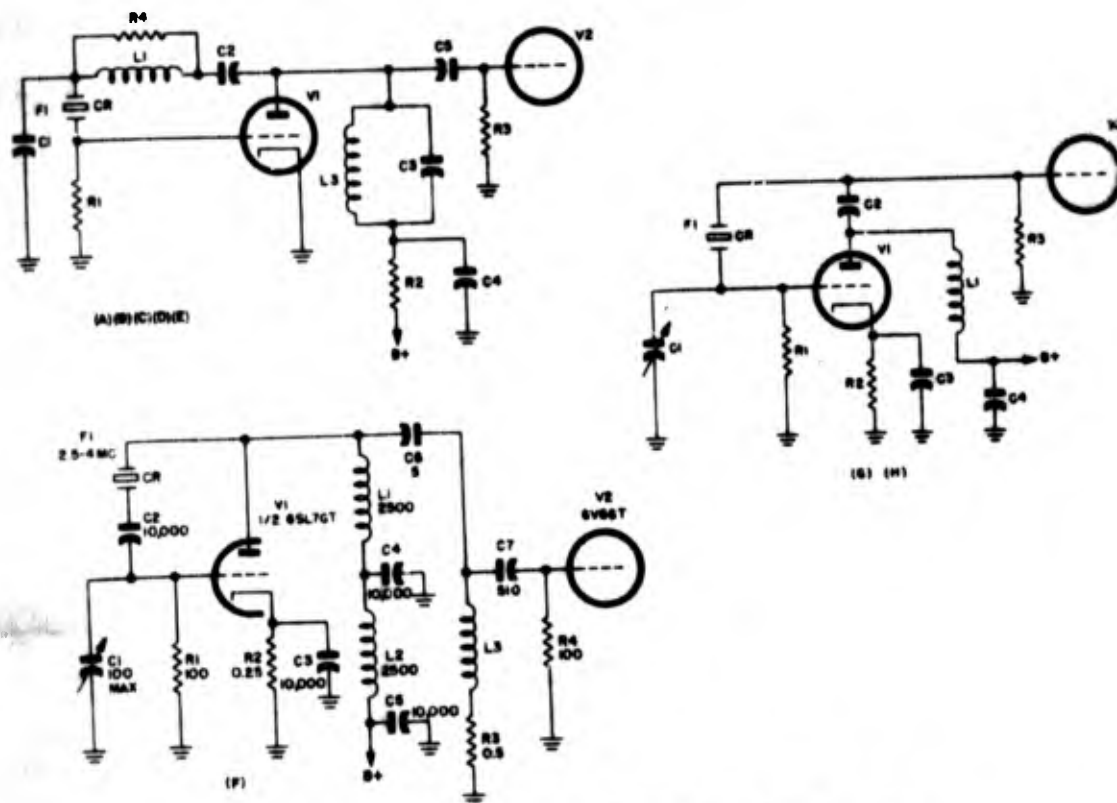 R4
L1
C2
C5
V2
F1
CR
V1
C1
R1
L3
C3
R3
R2
C4
B+
(A)(B)(C)(D)(E)
F1
CR
C2
V1
R3
L1
C1
R1
R2
C3
B+
C4
(G) (H)
F1
2.5-4 MC
CR
C2
10,000
V1
1/2 6SL7GT
C6
5
L1
2500
C4
10,000
C7
510
V2
6V6GT
C1
100
MAX
R1
100
R2
0.25
C3
10,000
L2
2500
C5
10,000
B+
L3
R3
0.5
R4
100
(F)